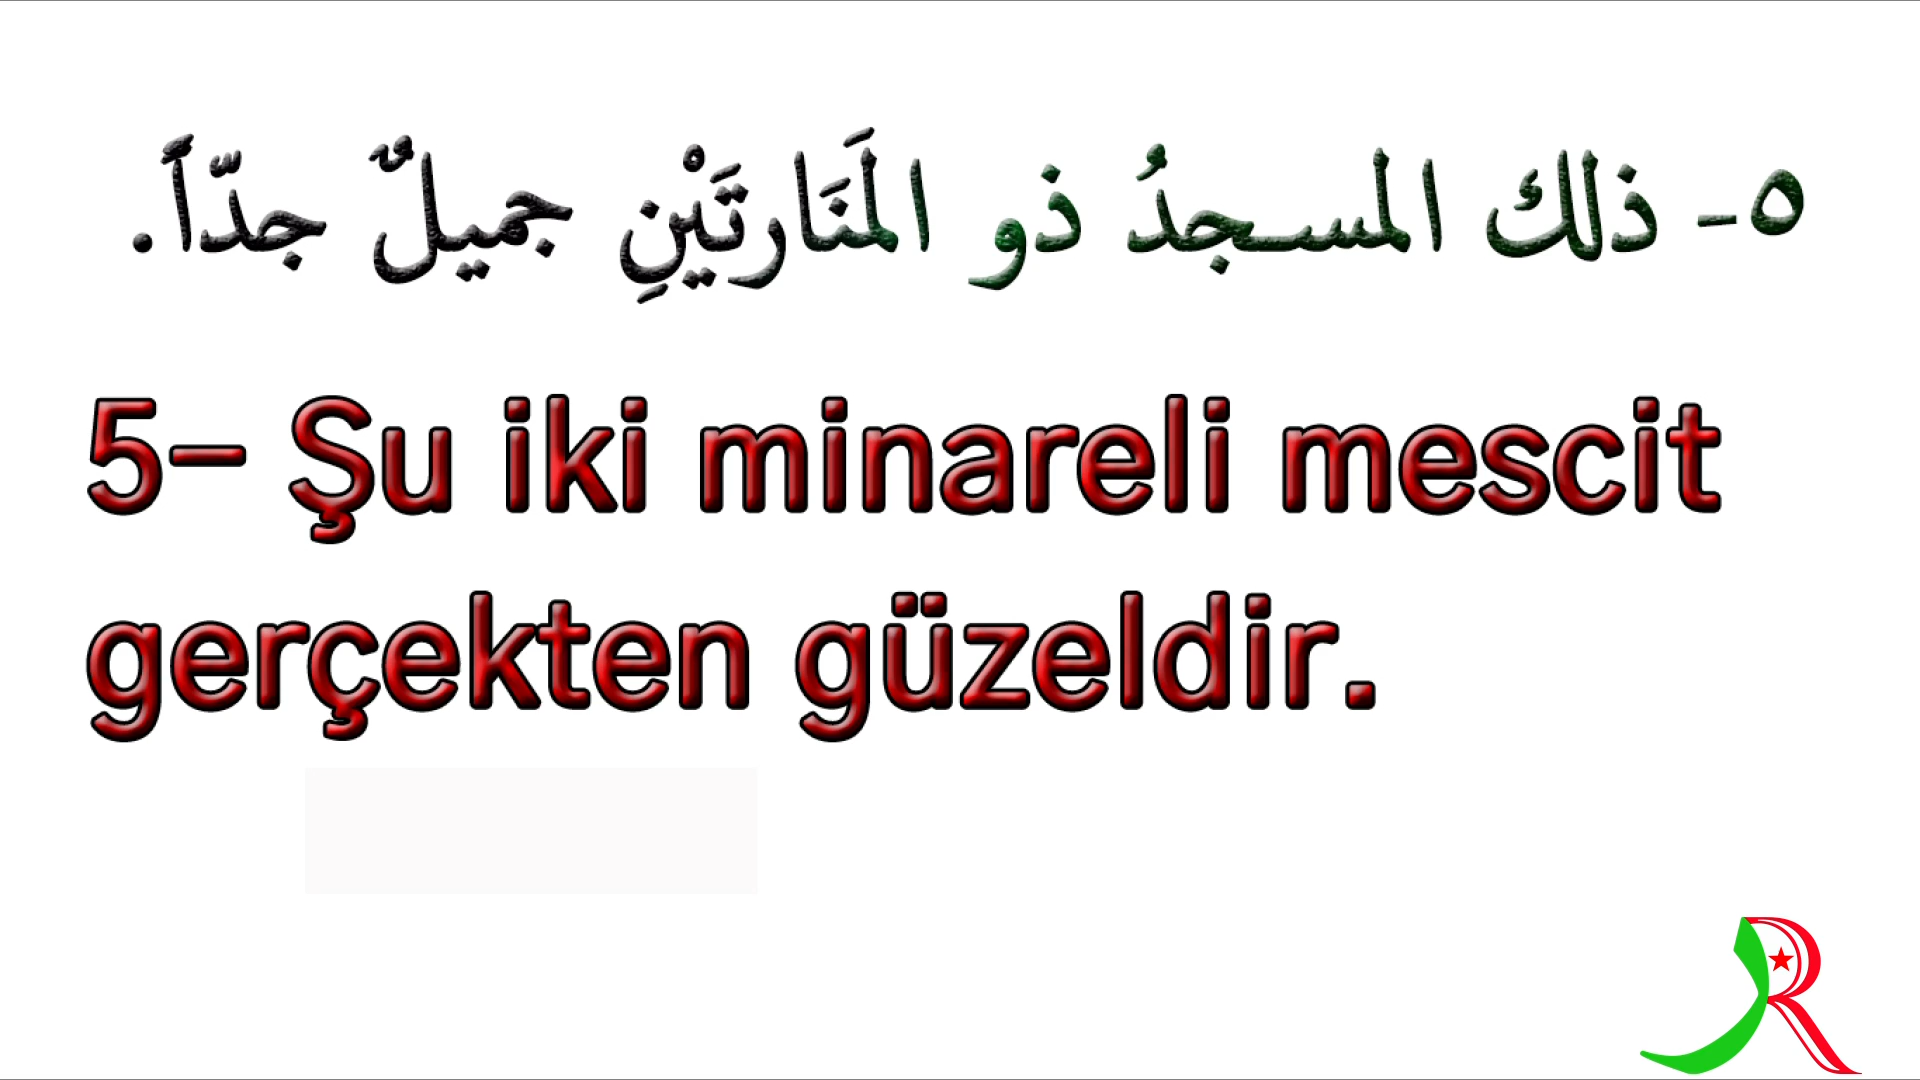 ٥- ذلك المسجدُ ذو المَنَارتَيْنِ جميلٌ جدّاً.
5- Şu iki minareli mescit
gerçekten güzeldir.